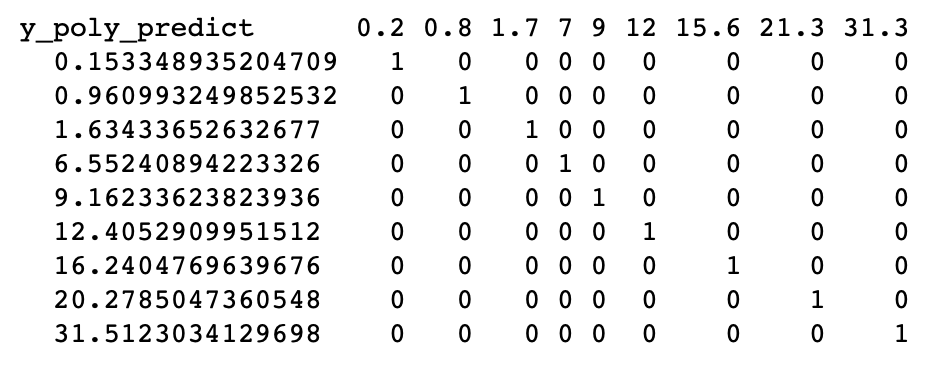 y_poly_predict 0.2 0.8 1.7 7 9 12 15.6 21.3 31.3
0.153348935204709 1 0 0 0 0 0 0 0 0
0.960993249852532 0 1 0 0 0 0 0 0 0
1.63433652632677 0 0 1 0 0 0 0 0 0
6.55240894223326 0 0 0 1 0 0 0 0 0
9.16233623823936 0 0 0 0 1 0 0 0 0
12.4052909951512 0 0 0 0 0 1 0 0 0
16.2404769639676 0 0 0 0 0 0 1 0 0
20.2785047360548 0 0 0 0 0 0 0 1 0
31.5123034129698 0 0 0 0 0 0 0 0 1